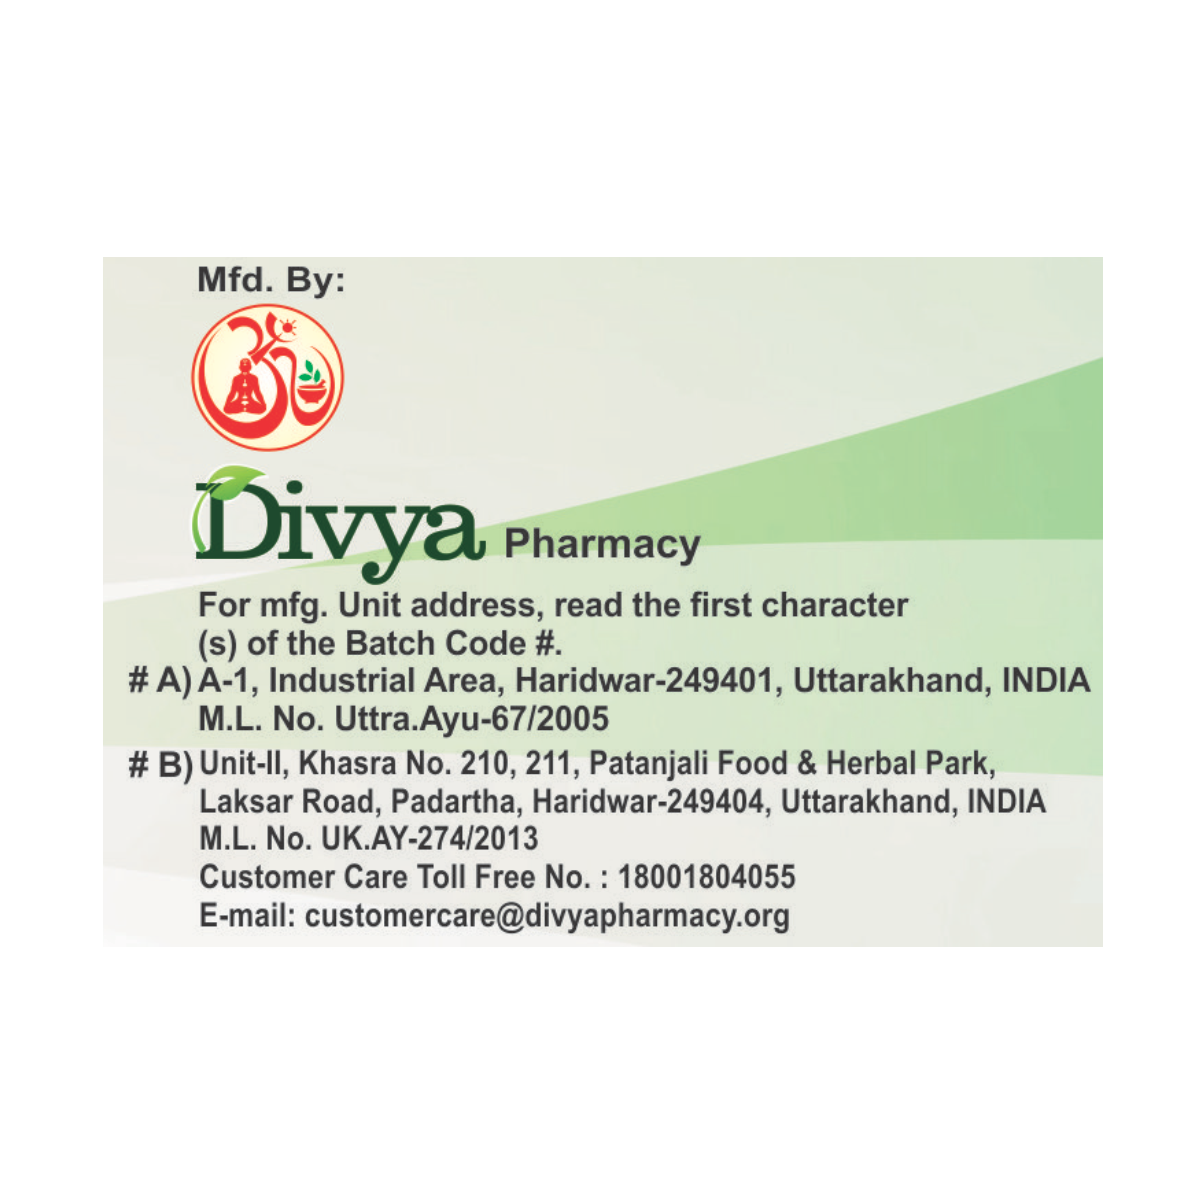 Mfd. By:
Divya Pharmacy
For mfg. Unit address, read the first character
(s) of the Batch Code #.
# A) A-1, Industrial Area, Haridwar-249401, Uttarakhand, INDIA
M.L. No. Uttra.Ayu-67/2005
# B) Unit-II, Khasra No. 210, 211, Patanjali Food & Herbal Park,
Laksar Road, Padartha, Haridwar-249404, Uttarakhand, INDIA
M.L. No. UK.AY-274/2013
Customer Care Toll Free No. : 18001804055
E-mail: customercare@divyapharmacy.org